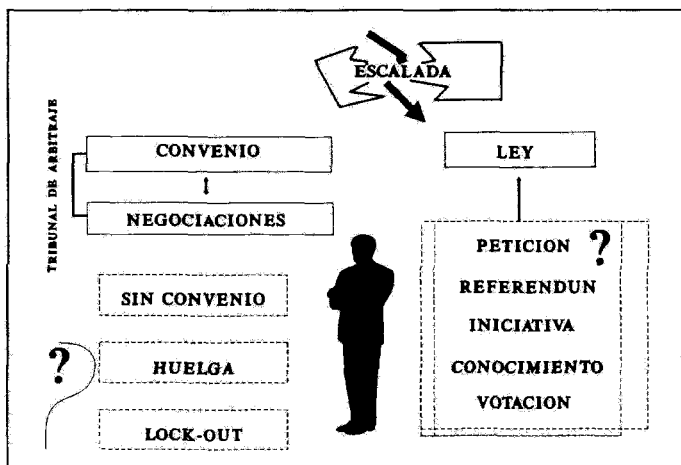 ESCALADA
TRIBUNAL DE ARBITRAJE
CONVENIO
NEGOCIACIONES
SIN CONVENIO
?
HUELGA
LOCK-OUT
LEY
PETICION ?
REFERENDUN
INICIATIVA
CONOCIMIENTO
VOTACION